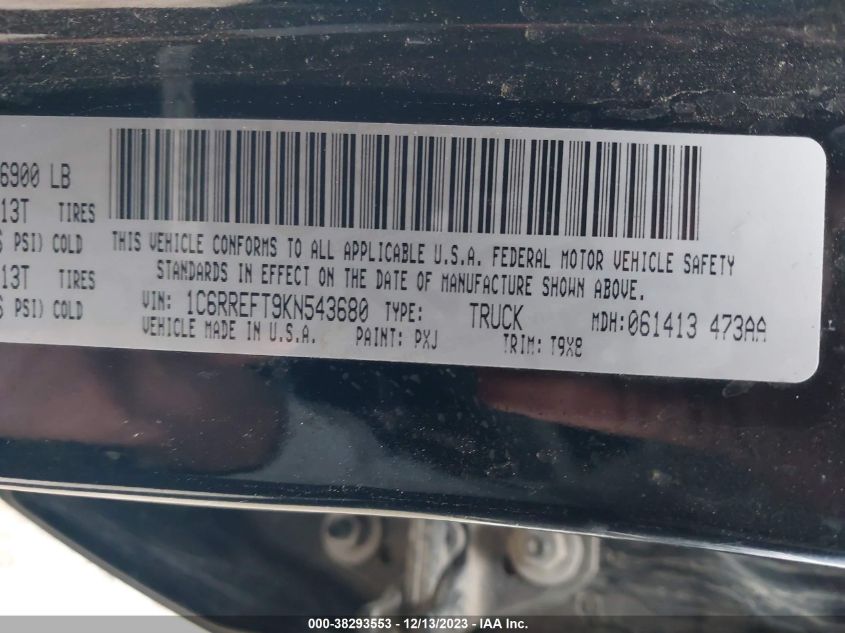 6900 LB
13T TIRES
PSI) COLD
13T TIRES
PSI) COLD
THIS VEHICLE CONFORMS TO ALL APPLICABLE U.S.A. FEDERAL MOTOR VEHICLE SAFETY
STANDARDS IN EFFECT ON THE DATE OF MANUFACTURE SHOWN ABOVE.
VIN: 1C6RREFT9KN543680 TYPE: TRUCK MDH:061413 473AA
VEHICLE MADE IN U.S.A. PAINT: PXJ TRIM: T9X8
000-38293553 - 12/13/2023 - IAA Inc.